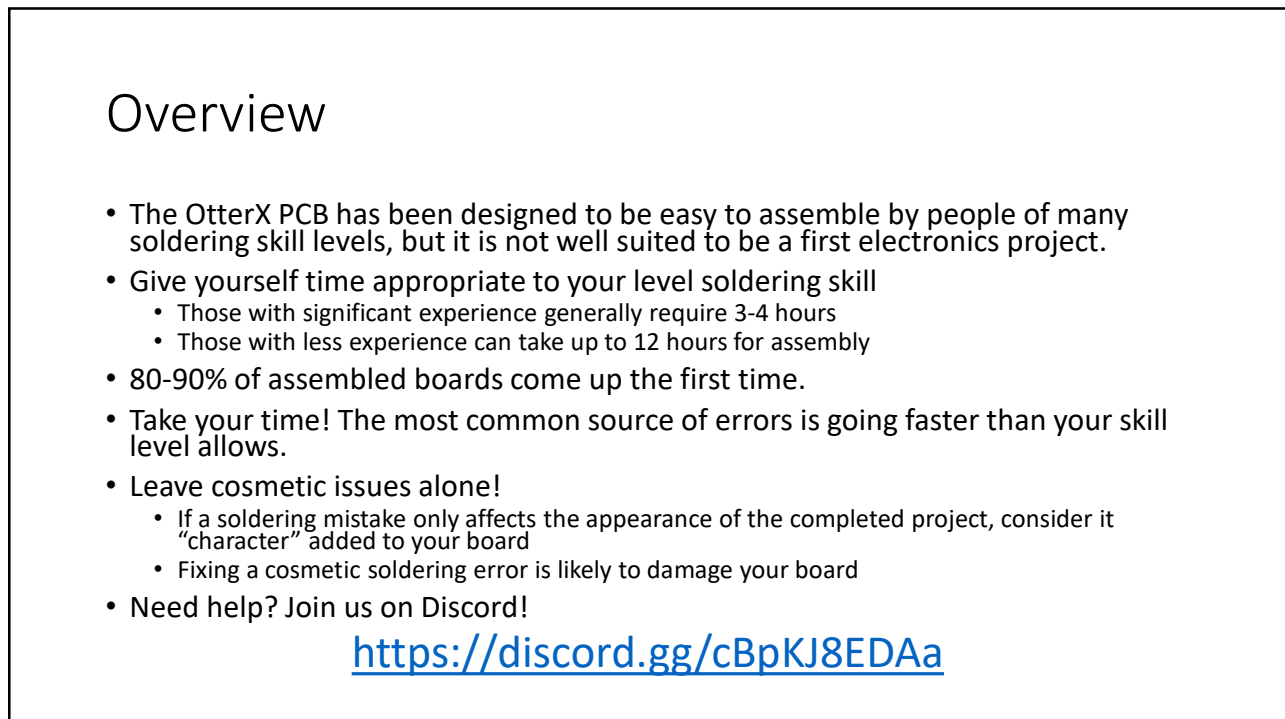 Overview
• The OtterX PCB has been designed to be easy to assemble by people of many
soldering skill levels, but it is not well suited to be a first electronics project.
• Give yourself time appropriate to your level soldering skill
• Those with significant experience generally require 3-4 hours
• Those with less experience can take up to 12 hours for assembly
• 80-90% of assembled boards come up the first time.
• Take your time! The most common source of errors is going faster than your skill
level allows.
• Leave cosmetic issues alone!
• If a soldering mistake only affects the appearance of the completed project, consider it
“character” added to your board
• Fixing a cosmetic soldering error is likely to damage your board
• Need help? Join us on Discord!
https://discord.gg/cBpKJ8EDAa